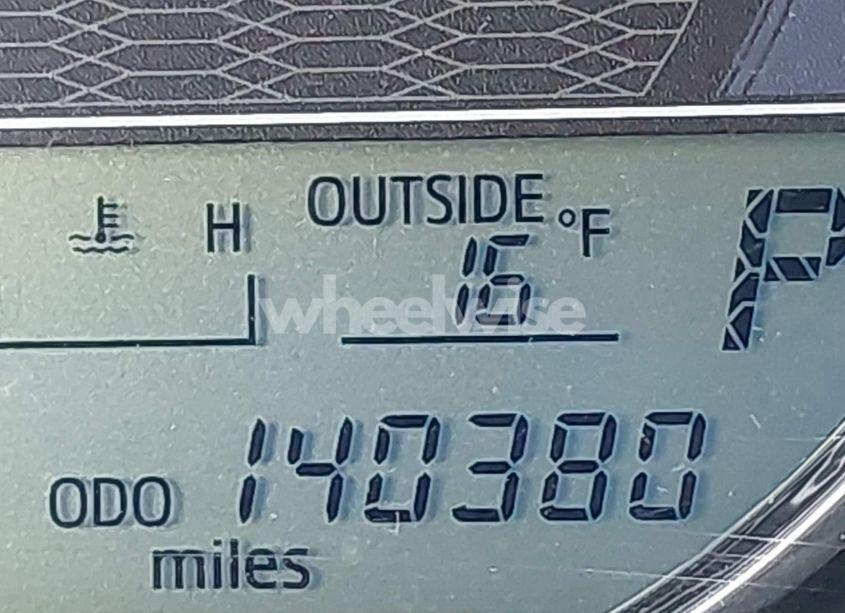 H OUTSIDE °F P
16
wheelwise
ODO 140380
miles